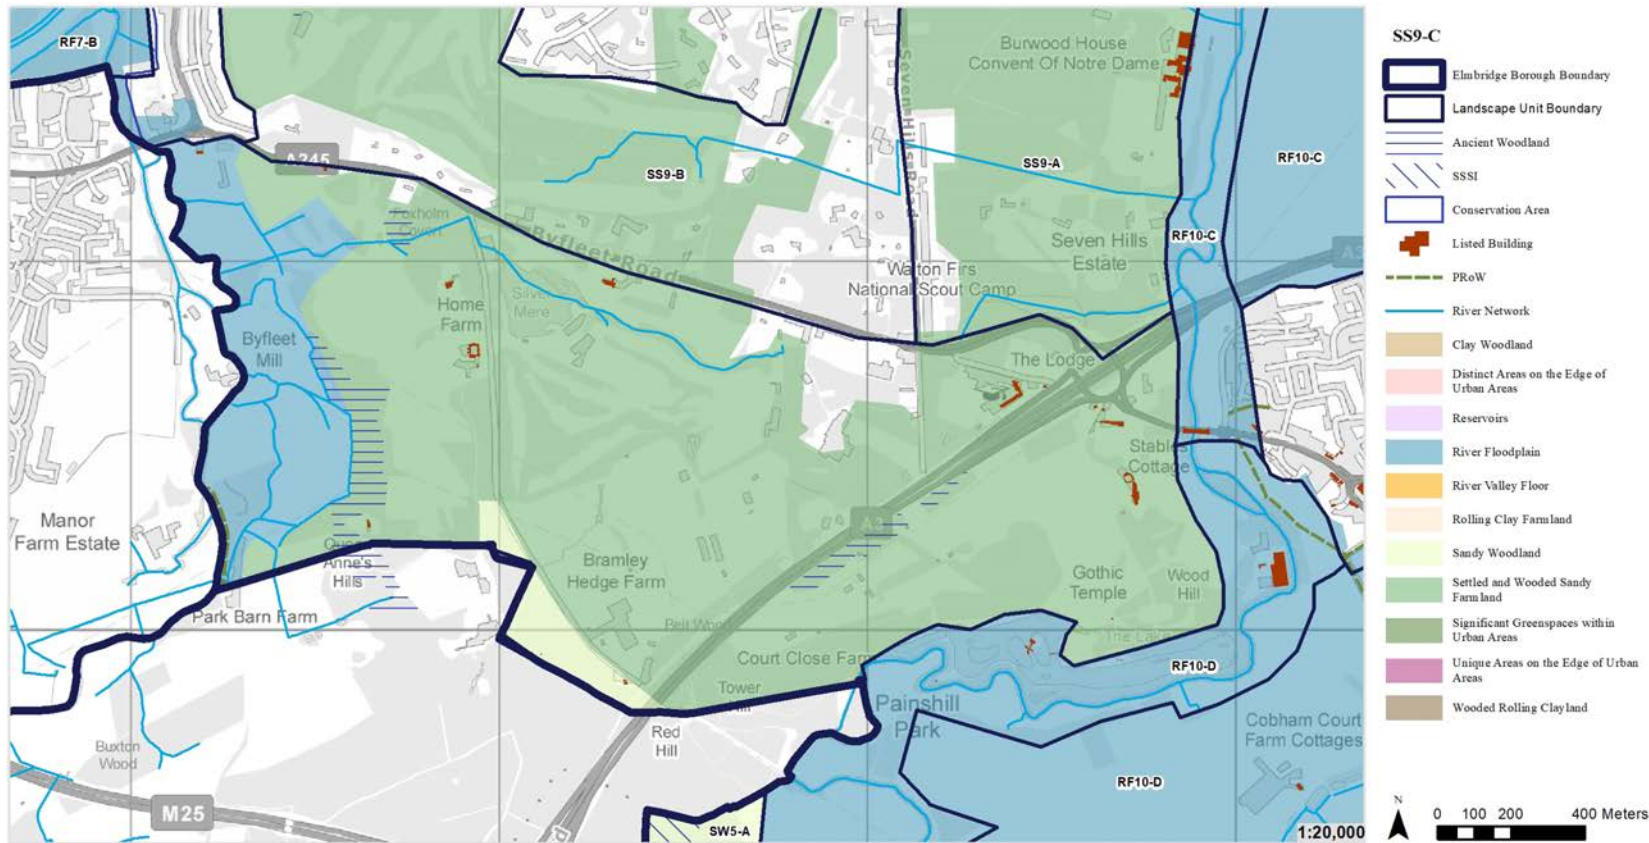 RF7-B
A245
SS9-B
Foxholm
Covert
Byfleet Road
Silver
Mere
Home
Farm
Byfleet
Mill
Seven Hills Road
Burwood House
Convent Of Notre Dame
SS9-A
RF10-C
RF10-C
Seven Hills
Estate
Walton Firs
National Scout Camp
A3
The Lodge
Stables
Cottage
A3
Manor
Farm Estate
Queen
Anne's
Hills
Park Barn Farm
Bramley
Hedge Farm
Bell Wood
Court Close Farm
Tower
Hill
Red
Hill
Gothic
Temple
Wood
Hill
The Lake
RF10-D
Painshill
Park
Cobham Court
Farm Cottages
RF10-D
Buxton
Wood
M25
SW5-A
1:20,000
SS9-C
Elmbridge Borough Boundary
Landscape Unit Boundary
Ancient Woodland
SSSI
Conservation Area
Listed Building
PRoW
River Network
Clay Woodland
Distinct Areas on the Edge of
Urban Areas
Reservoirs
River Floodplain
River Valley Floor
Rolling Clay Farmland
Sandy Woodland
Settled and Wooded Sandy
Farmland
Significant Greenspaces within
Urban Areas
Unique Areas on the Edge of Urban
Areas
Wooded Rolling Clayland
N
0 100 200 400 Meters